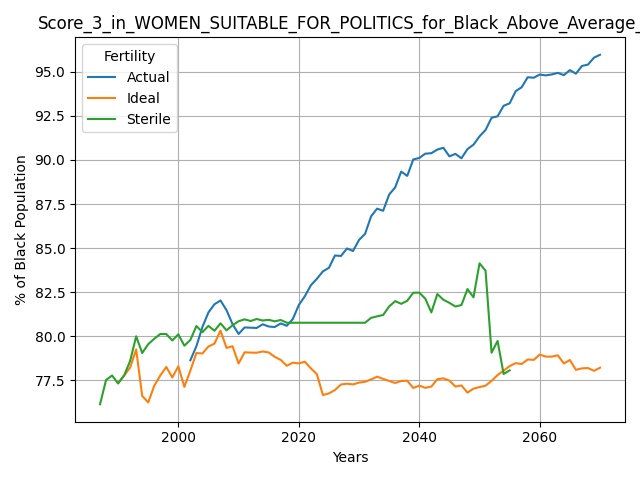 Score_3_in_WOMEN_SUITABLE_FOR_POLITICS_for_Black_Above_Average_
Fertility
Actual
Ideal
Sterile
95.0
92.5
90.0
87.5
85.0
82.5
80.0
77.5
% of Black Population
2000
2020
2040
2060
Years